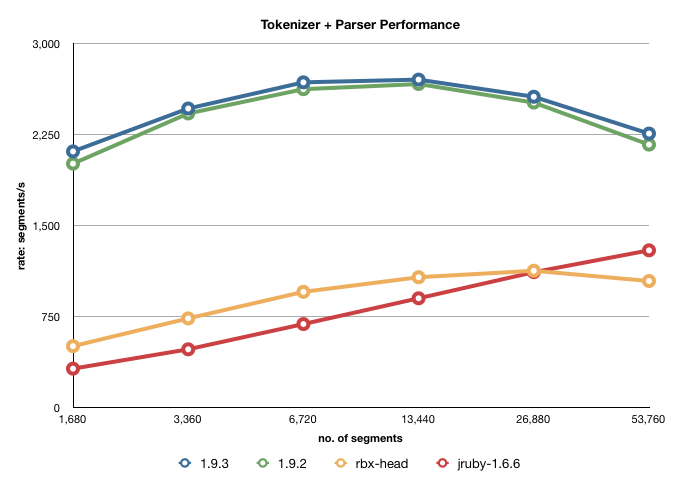 Tokenizer + Parser Performance
3,000
2,250
1,500
750
0
rate: segments/s
1,680 3,360 6,720 13,440 26,880 53,760
no. of segments
1.9.3 1.9.2 rbx-head jruby-1.6.6